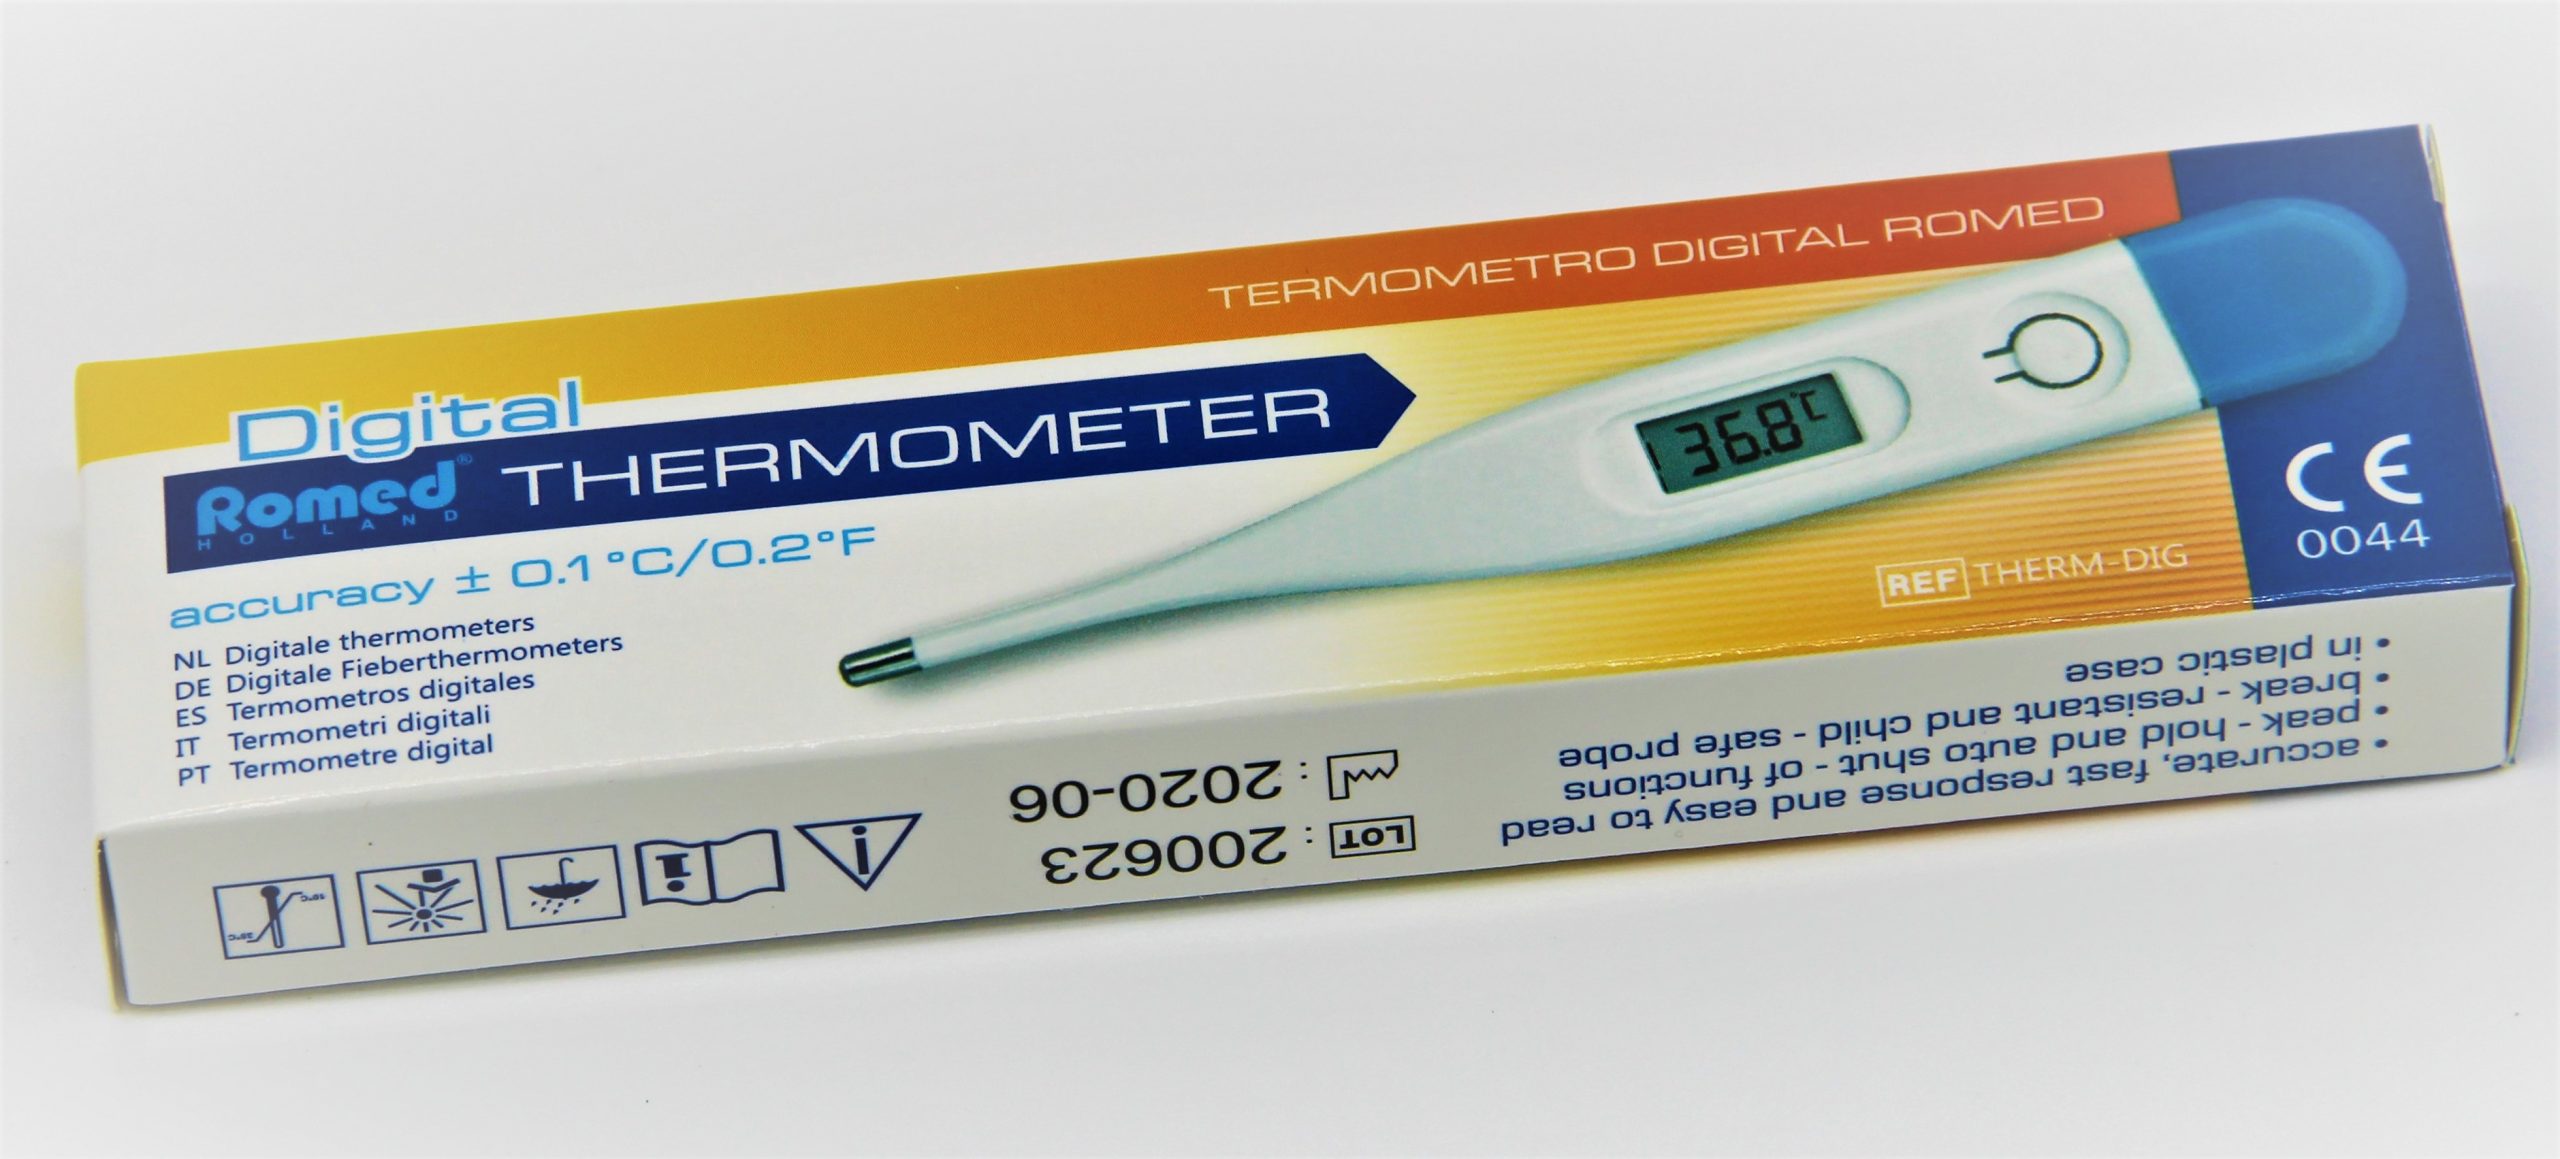 TERMOMETRO DIGITAL ROMED
Digital
Romed® THERMOMETER
HOLLAND
accuracy ± 0.1°C/0.2°F
NL Digitale thermometers
DE Digitale Fieberthermometers
ES Termometros digitales
IT Termometri digitali
PT Termometre digital
36.8°C
REF THERM-DIG
CE
0044
• accurate, fast response and easy to read
• peak - hold and auto shut - of functions
• break - resistant and child - safe probe
• in plastic case
LOT : 200623
: 2020-06
i